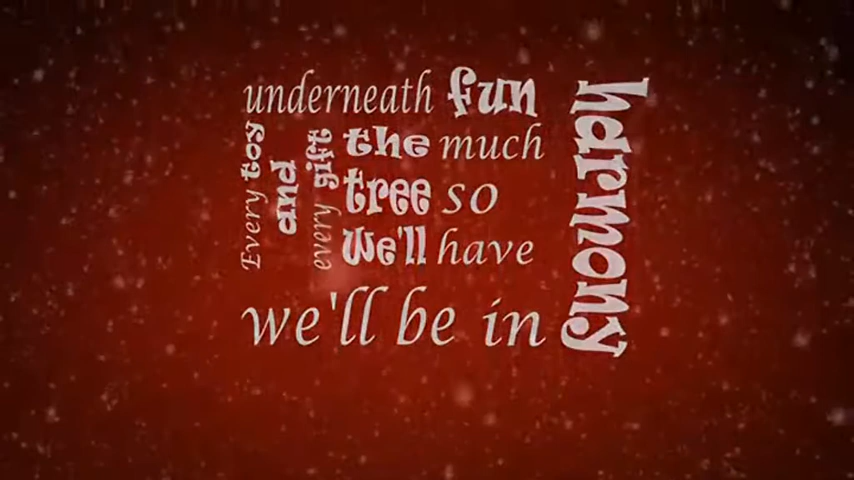 Every toy
and
every gift
underneath
the
tree
we'll have
so
much
fun
we'll be in
harmony